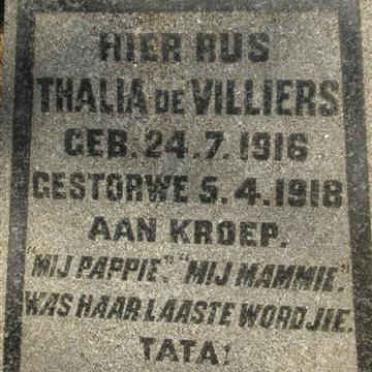 HIER RUS
THALIA DE VILLIERS
GEB. 24.7.1916
GESTORWE 5.4.1918
AAN KROEP.
"MIJ PAPPIE." "MIJ MAMMIE."
WAS HAAR LAASTE WORDJIE.
TATA!